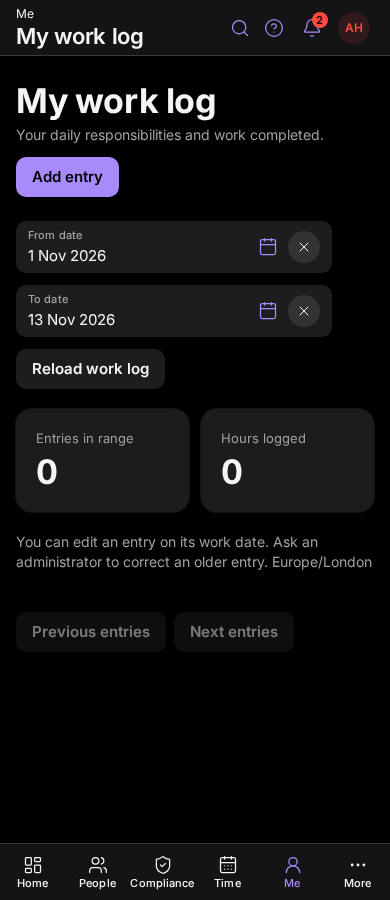 Me
My work log
2
AH
My work log
Your daily responsibilities and work completed.
Add entry
From date
1 Nov 2026
To date
13 Nov 2026
Reload work log
Entries in range
0
Hours logged
0
You can edit an entry on its work date. Ask an
administrator to correct an older entry. Europe/London
Previous entries
Next entries
Home
People
Compliance
Time
Me
More